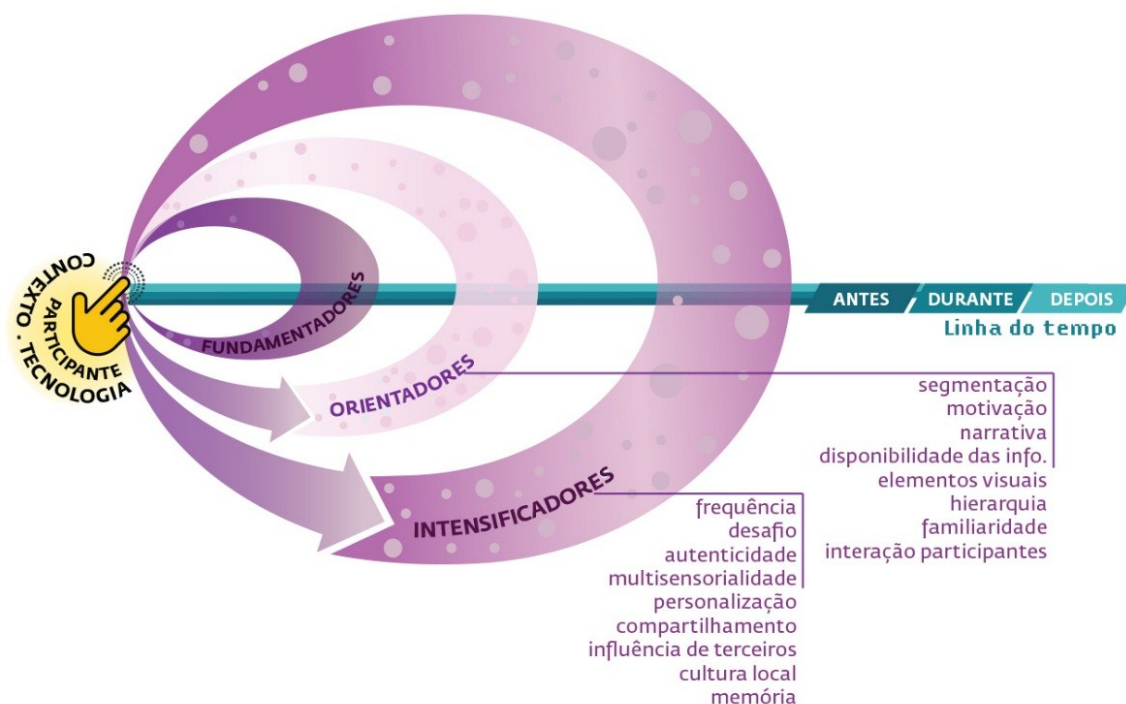 CONTEXTO . TECNOLOGIA
PARTICIPANTE
FUNDAMENTADORES
ORIENTADORES
INTENSIFICADORES
ANTES
DURANTE
DEPOIS
Linha do tempo
segmentação
motivação
narrativa
disponibilidade das info.
elementos visuais
hierarquia
familiaridade
interação participantes
frequência
desafio
autenticidade
multisensorialidade
personalização
compartilhamento
influência de terceiros
cultura local
memória